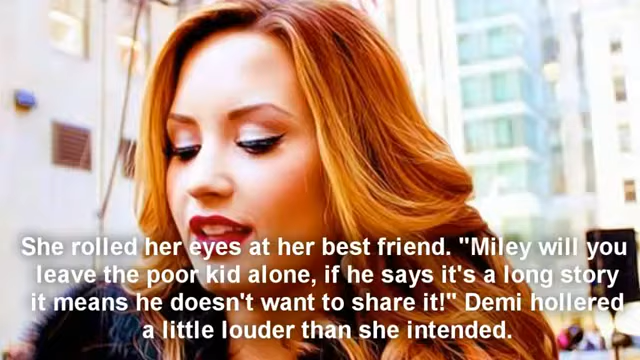 She rolled her eyes at her best friend. "Miley will you
leave the poor kid alone, if he says it's a long story
it means he doesn't want to share it!" Demi hollered
a little louder than she intended.